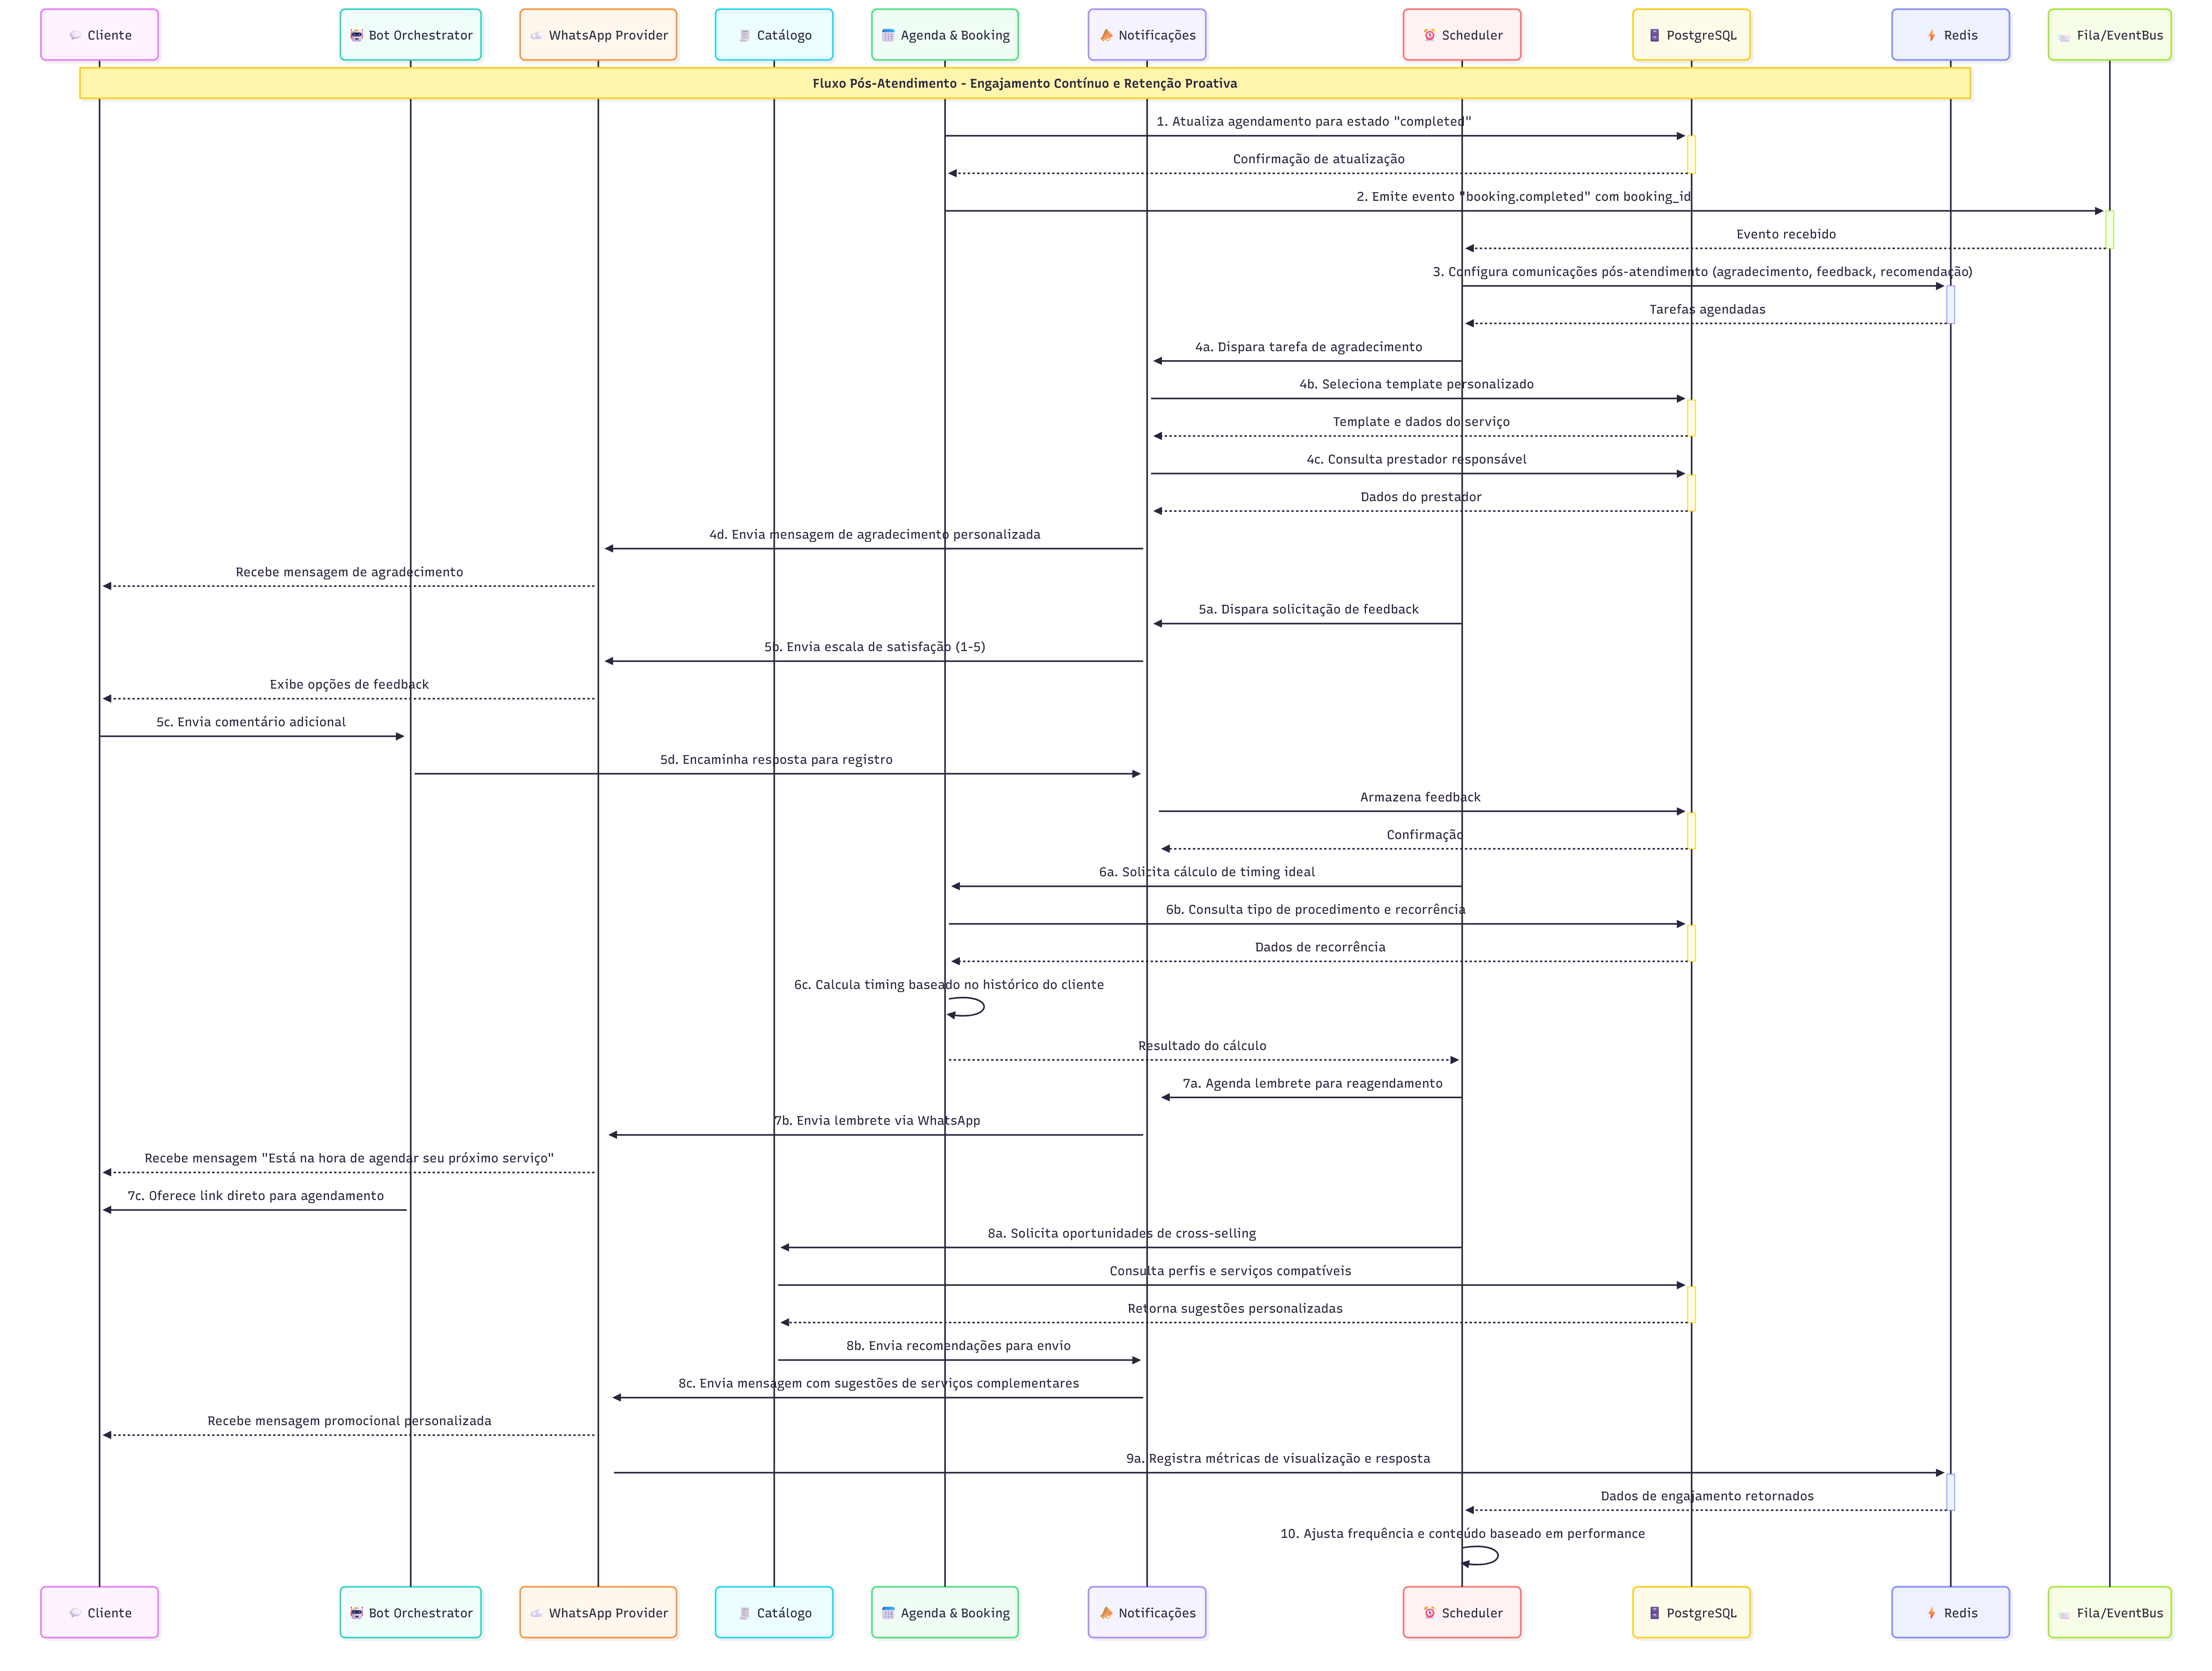 Cliente
Bot Orchestrator
WhatsApp Provider
Catálogo
Agenda & Booking
Notificações
Scheduler
PostgreSQL
Redis
Fila/EventBus
Fluxo Pós-Atendimento - Engajamento Contínuo e Retenção Proativa
1. Atualiza agendamento para estado "completed"
Confirmação de atualização
2. Emite evento "booking.completed" com booking_id
Evento recebido
3. Configura comunicações pós-atendimento (agradecimento, feedback, recomendação)
Tarefas agendadas
4a. Dispara tarefa de agradecimento
4b. Seleciona template personalizado
Template e dados do serviço
4c. Consulta prestador responsável
Dados do prestador
4d. Envia mensagem de agradecimento personalizada
Recebe mensagem de agradecimento
5a. Dispara solicitação de feedback
5b. Envia escala de satisfação (1-5)
Exibe opções de feedback
5c. Envia comentário adicional
5d. Encaminha resposta para registro
Armazena feedback
Confirmação
6a. Solicita cálculo de timing ideal
6b. Consulta tipo de procedimento e recorrência
Dados de recorrência
6c. Calcula timing baseado no histórico do cliente
Resultado do cálculo
7a. Agenda lembrete para reagendamento
7b. Envia lembrete via WhatsApp
Recebe mensagem "Está na hora de agendar seu próximo serviço"
7c. Oferece link direto para agendamento
8a. Solicita oportunidades de cross-selling
Consulta perfis e serviços compatíveis
Retorna sugestões personalizadas
8b. Envia recomendações para envio
8c. Envia mensagem com sugestões de serviços complementares
Recebe mensagem promocional personalizada
9a. Registra métricas de visualização e resposta
Dados de engajamento retornados
10. Ajusta frequência e conteúdo baseado em performance
Cliente
Bot Orchestrator
WhatsApp Provider
Catálogo
Agenda & Booking
Notificações
Scheduler
PostgreSQL
Redis
Fila/EventBus